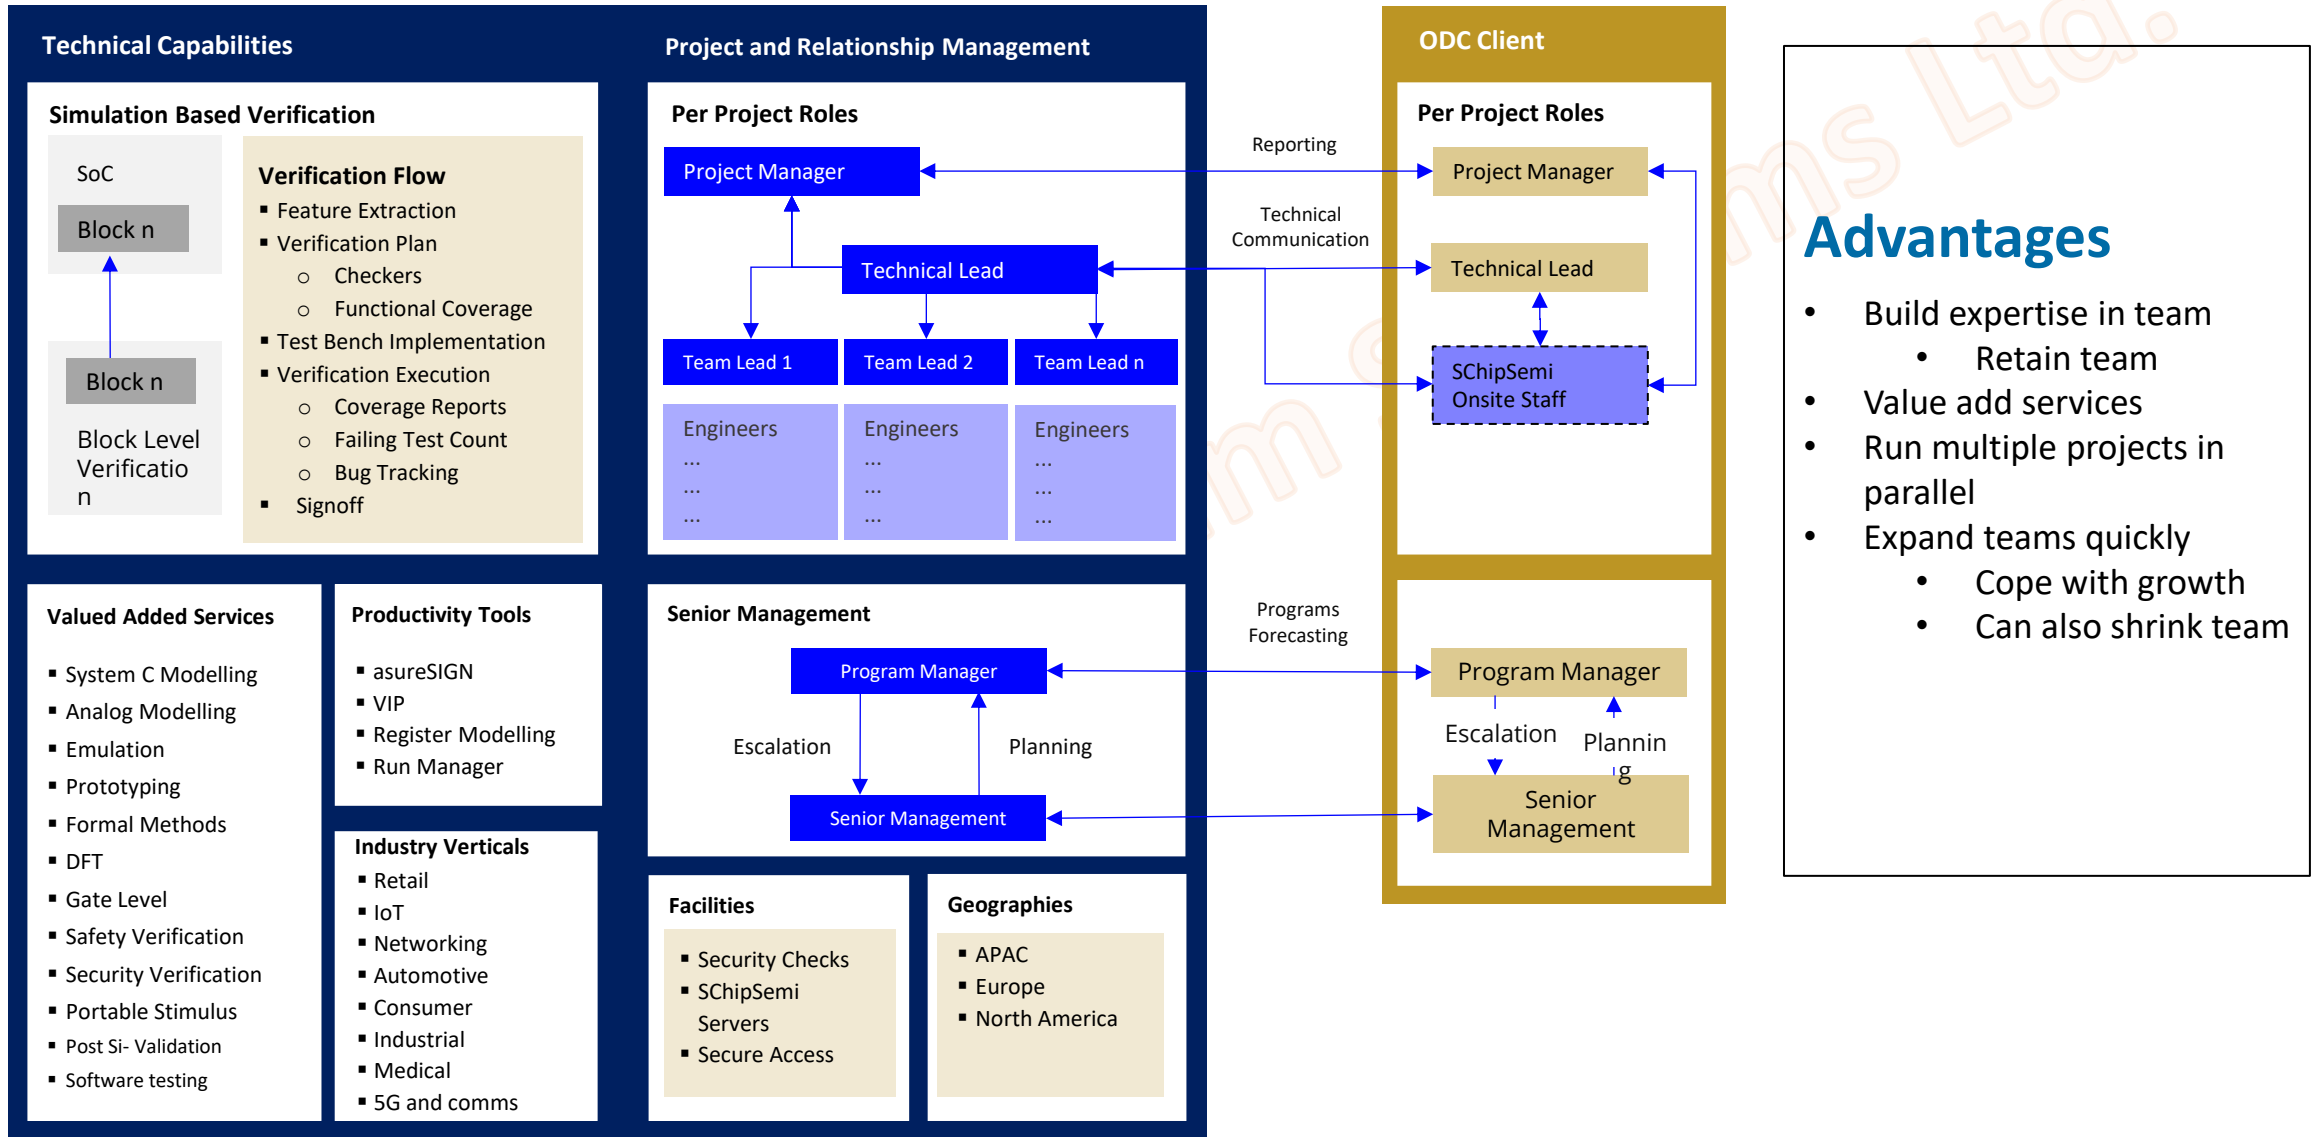 Technical Capabilities
Simulation Based Verification
SoC
Block n
Block n
Block Level
Verificatio
n
Verification Flow
▪ Feature Extraction
▪ Verification Plan
o Checkers
o Functional Coverage
▪ Test Bench Implementation
▪ Verification Execution
o Coverage Reports
o Failing Test Count
o Bug Tracking
▪ Signoff
Valued Added Services
▪ System C Modelling
▪ Analog Modelling
▪ Emulation
▪ Prototyping
▪ Formal Methods
▪ DFT
▪ Gate Level
▪ Safety Verification
▪ Security Verification
▪ Portable Stimulus
▪ Post Si- Validation
▪ Software testing
Productivity Tools
▪ asureSIGN
▪ VIP
▪ Register Modelling
▪ Run Manager
Industry Verticals
▪ Retail
▪ IoT
▪ Networking
▪ Automotive
▪ Consumer
▪ Industrial
▪ Medical
▪ 5G and comms
Project and Relationship Management
Per Project Roles
Project Manager
Technical Lead
Team Lead 1
Team Lead 2
Team Lead n
Engineers
...
...
...
Engineers
...
...
...
Engineers
...
...
...
Senior Management
Program Manager
Escalation
Planning
Senior Management
Facilities
▪ Security Checks
▪ SChipSemi
Servers
▪ Secure Access
Geographies
▪ APAC
▪ Europe
▪ North America
Reporting
Technical
Communication
Programs
Forecasting
ODC Client
Per Project Roles
Project Manager
Technical Lead
SChipSemi
Onsite Staff
Program Manager
Escalation
Plannin
g
Senior
Management
Advantages
• Build expertise in team
• Retain team
• Value add services
• Run multiple projects in
parallel
• Expand teams quickly
• Cope with growth
• Can also shrink team
Ltd.